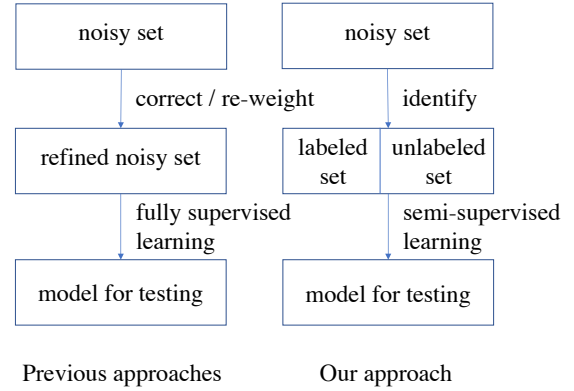 noisy set
correct / re-weight
refined noisy set
fully supervised
learning
model for testing
Previous approaches
noisy set
identify
labeled
set
unlabeled
set
semi-supervised
learning
model for testing
Our approach